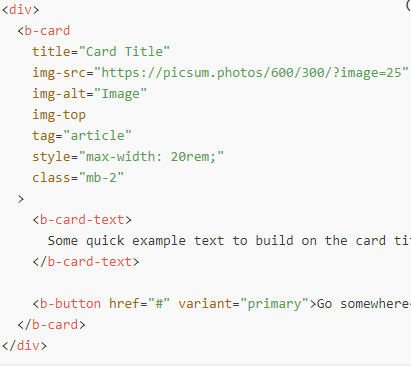 <div>
<b-card
title="Card Title"
img-src="https://picsum.photos/600/300/?image=25"
img-alt="Image"
img-top
tag="article"
style="max-width: 20rem;"
class="mb-2"
>
<b-card-text>
Some quick example text to build on the card
</b-card-text>
<b-button href="#" variant="primary">Go somewhere
</b-card>
</div>